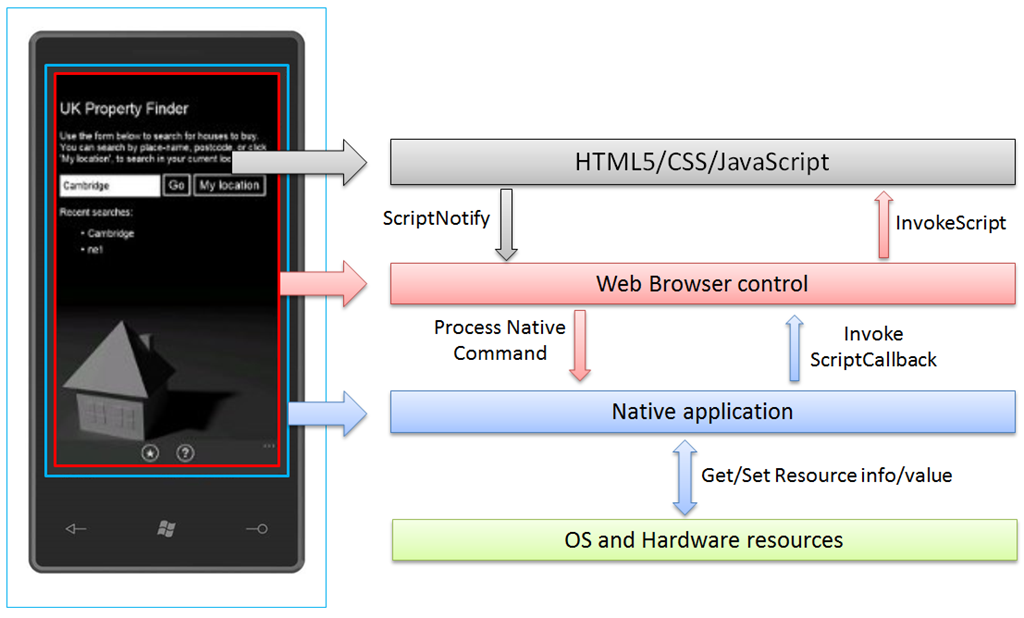 UK Property Finder
Use the form below to search for houses to buy.
You can search by place-name, postcode, or click
'My location', to search in your current
Cambridge
Go
My location
Recent searches:
• Cambridge
• ne1
HTML5/CSS/JavaScript
ScriptNotify
InvokeScript
Web Browser control
Process Native
Command
Invoke
ScriptCallback
Native application
Get/Set Resource info/value
OS and Hardware resources